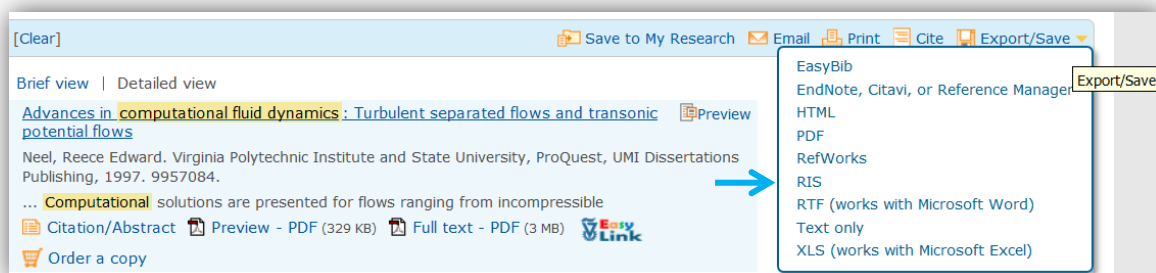 [Clear] Save to My Research Email Print Cite Export/Save
EasyBib
Export/Save
EndNote, Citavi, or Reference Manager
HTML
PDF
RefWorks
RIS
RTF (works with Microsoft Word)
Text only
XLS (works with Microsoft Excel)
Brief view | Detailed view
Advances in computational fluid dynamics : Turbulent separated flows and transonic Preview
potential flows
Neel, Reece Edward. Virginia Polytechnic Institute and State University, ProQuest, UMI Dissertations
Publishing, 1997. 9957084.
... Computational solutions are presented for flows ranging from incompressible
Citation/Abstract Preview - PDF (329 KB) Full text - PDF (3 MB) Easy
Link
Order a copy